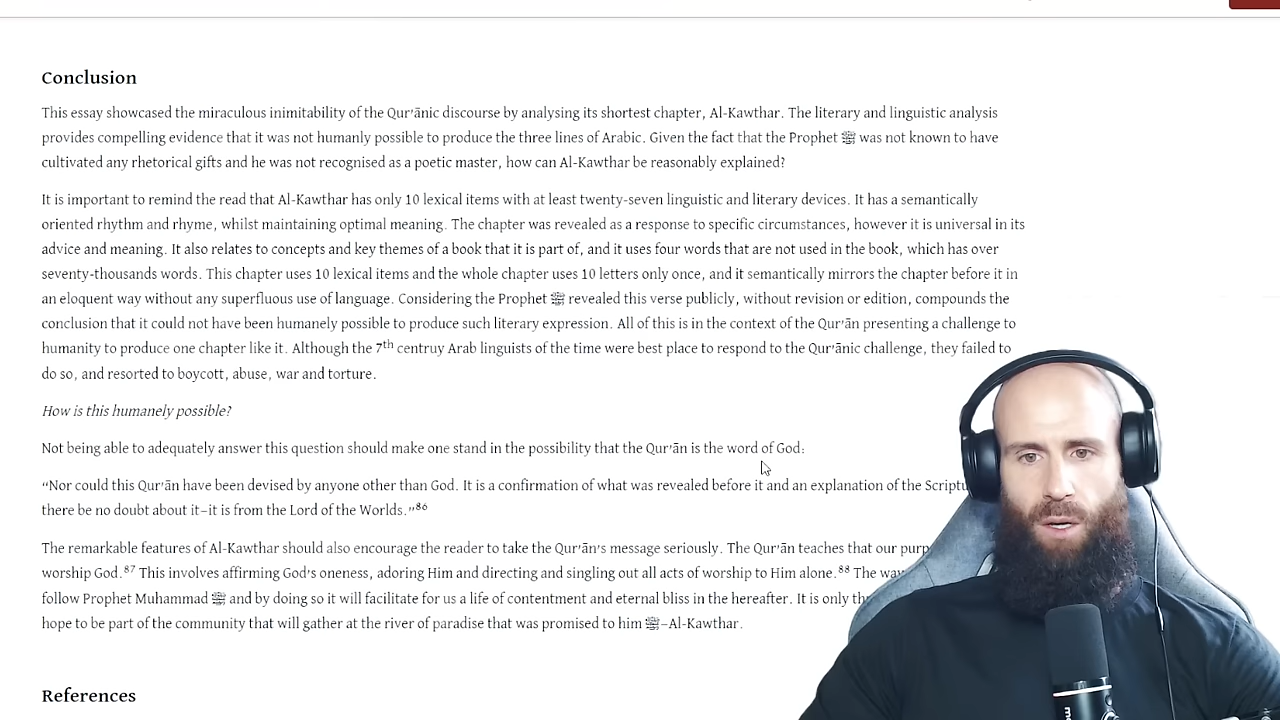 Conclusion
This essay showcased the miraculous inimitability of the Qur'ānic discourse by analysing its shortest chapter, Al-Kawthar. The literary and linguistic analysis
provides compelling evidence that it was not humanly possible to produce the three lines of Arabic. Given the fact that the Prophet ﷺ was not known to have
cultivated any rhetorical gifts and he was not recognised as a poetic master, how can Al-Kawthar be reasonably explained?
It is important to remind the read that Al-Kawthar has only 10 lexical items with at least twenty-seven linguistic and literary devices. It has a semantically
oriented rhythm and rhyme, whilst maintaining optimal meaning. The chapter was revealed as a response to specific circumstances, however it is universal in its
advice and meaning. It also relates to concepts and key themes of a book that it is part of, and it uses four words that are not used in the book, which has over
seventy-thousands words. This chapter uses 10 lexical items and the whole chapter uses 10 letters only once, and it semantically mirrors the chapter before it in
an eloquent way without any superfluous use of language. Considering the Prophet ﷺ revealed this verse publicly, without revision or edition, compounds the
conclusion that it could not have been humanely possible to produce such literary expression. All of this is in the context of the Qur'ān presenting a challenge to
humanity to produce one chapter like it. Although the 7th centruy Arab linguists of the time were best place to respond to the Qur'ānic challenge, they failed to
do so, and resorted to boycott, abuse, war and torture.
How is this humanely possible?
Not being able to adequately answer this question should make one stand in the possibility that the Qur'ān is the word of God:
“Nor could this Qur'ān have been devised by anyone other than God. It is a confirmation of what was revealed before it and an explanation of the
there be no doubt about it–it is from the Lord of the Worlds.”86
The remarkable features of Al-Kawthar should also encourage the reader to take the Qur'ān's message seriously. The Qur'ān teaches that our
worship God.87 This involves affirming God's oneness, adoring Him and directing and singling out all acts of worship to Him alone.88 The
follow Prophet Muhammad ﷺ and by doing so it will facilitate for us a life of contentment and eternal bliss in the hereafter. It is only
hope to be part of the community that will gather at the river of paradise that was promised to him ﷺ–Al-Kawthar.
References